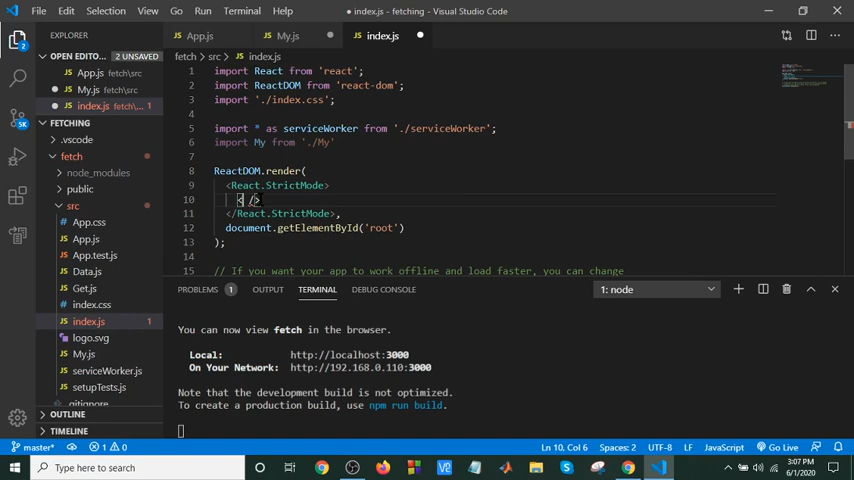 File Edit Selection View Go Run Terminal Help
● index.js - fetching - Visual Studio Code
EXPLORER
OPEN EDITO... 2 UNSAVED
App.js fetch\src
My.js fetch\src
index.js fetch\... 1
FETCHING
.vscode
fetch
node_modules
public
src
App.css
App.js
App.test.js
Data.js
Get.js
index.css
index.js 1
logo.svg
My.js
serviceWorker.js
setupTests.js
.gitignore
OUTLINE
TIMELINE
2
5K
App.js My.js index.js
fetch > src > index.js
1 import React from 'react';
2 import ReactDOM from 'react-dom';
3 import './index.css';
4
5 import * as serviceWorker from './serviceWorker';
6 import My from './My'
7
8 ReactDOM.render(
9 <React.StrictMode>
10 < />
11 </React.StrictMode>,
12 document.getElementById('root')
13 );
14
15 // If you want your app to work offline and load faster, you can change
PROBLEMS 1 OUTPUT TERMINAL DEBUG CONSOLE 1: node
You can now view fetch in the browser.
Local: http://localhost:3000
On Your Network: http://192.168.0.110:3000
Note that the development build is not optimized.
To create a production build, use npm run build.
master* 1 0 Ln 10, Col 6 Spaces: 2 UTF-8 LF JavaScript Go Live
Type here to search
3:07 PM
6/1/2020